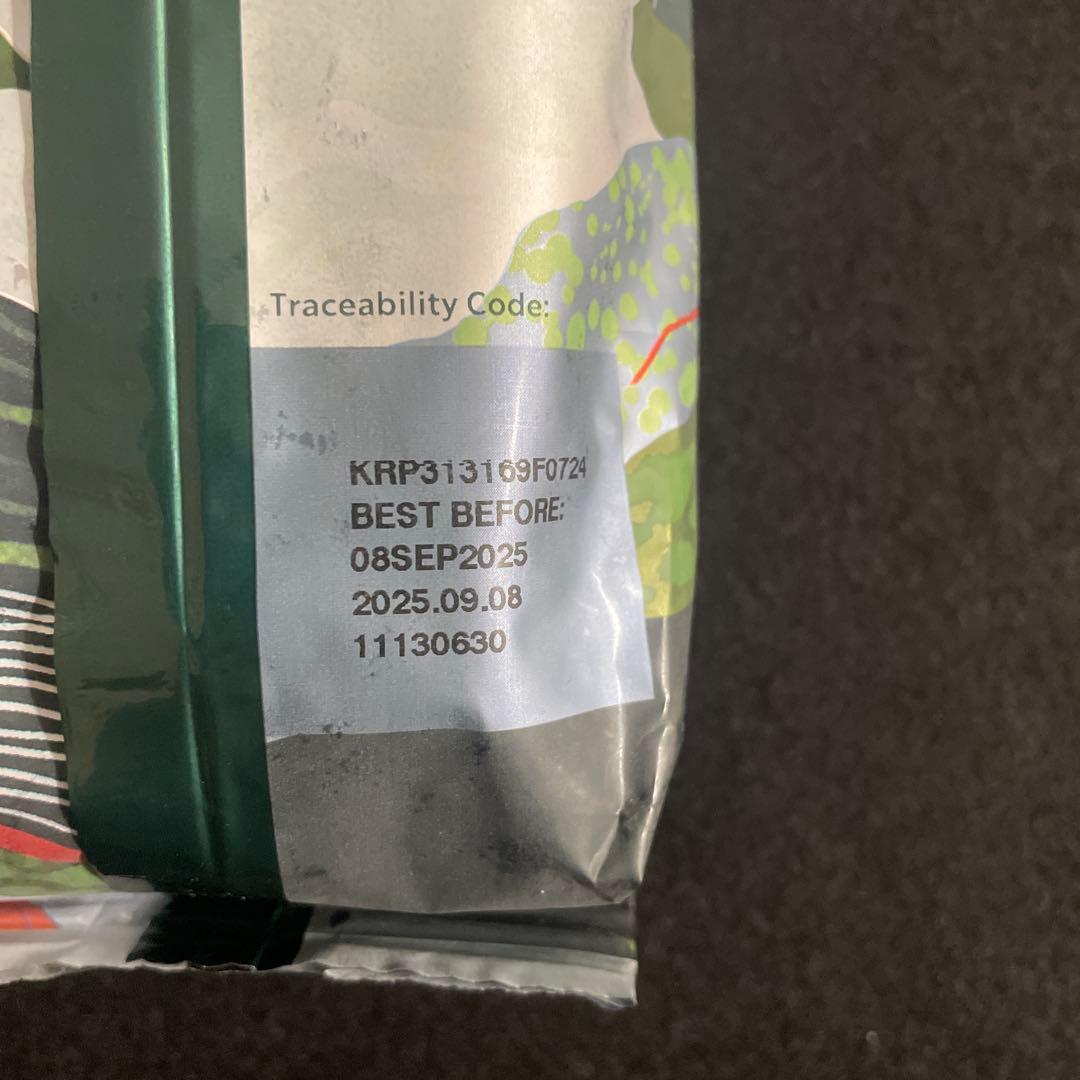 Traceability Code:
KRP313169F0724
BEST BEFORE:
08SEP2025
2025.09.08
11130630